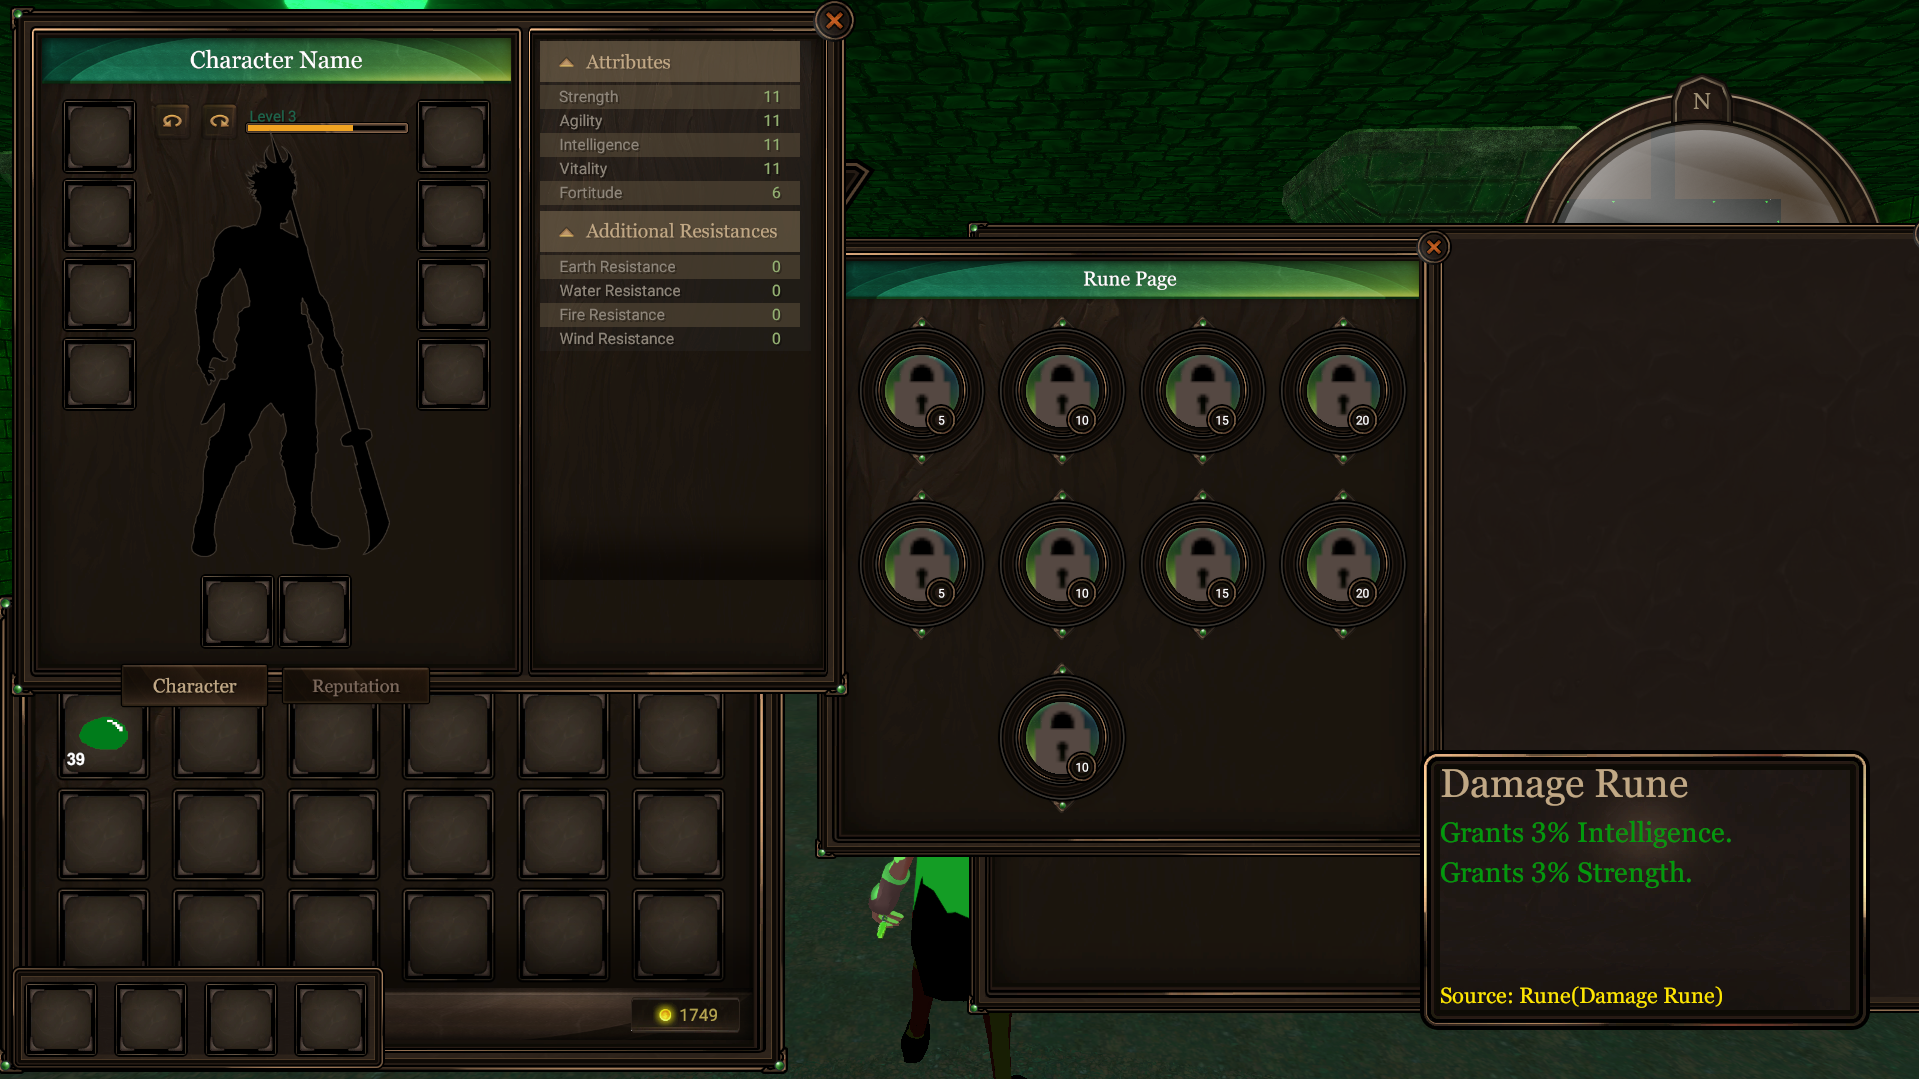 Character Name
Level 3
Attributes
Strength 11
Agility 11
Intelligence 11
Vitality 11
Fortitude 6
Additional Resistances
Earth Resistance 0
Water Resistance 0
Fire Resistance 0
Wind Resistance 0
N
Rune Page
5 10 15 20
5 10 15 20
10
Character Reputation
39
1749
Damage Rune
Grants 3% Intelligence.
Grants 3% Strength.
Source: Rune(Damage Rune)